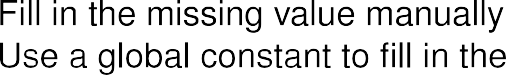 Fill in the missing value manually
Use a global constant to fill in the